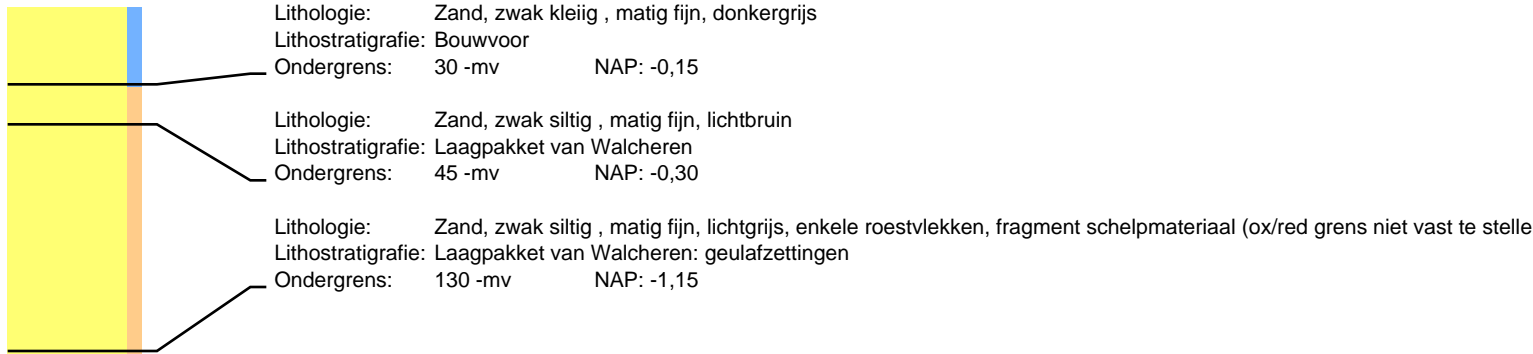 Lithologie: Zand, zwak kleiig , matig fijn, donkergrijs
Lithostratigrafie: Bouwvoor
Ondergrens: 30 -mv NAP: -0,15
Lithologie: Zand, zwak siltig , matig fijn, lichtbruin
Lithostratigrafie: Laagpakket van Walcheren
Ondergrens: 45 -mv NAP: -0,30
Lithologie: Zand, zwak siltig , matig fijn, lichtgrijs, enkele roestvlekken, fragment schelpmateriaal (ox/red grens niet vast te stelle
Lithostratigrafie: Laagpakket van Walcheren: geulafzettingen
Ondergrens: 130 -mv NAP: -1,15